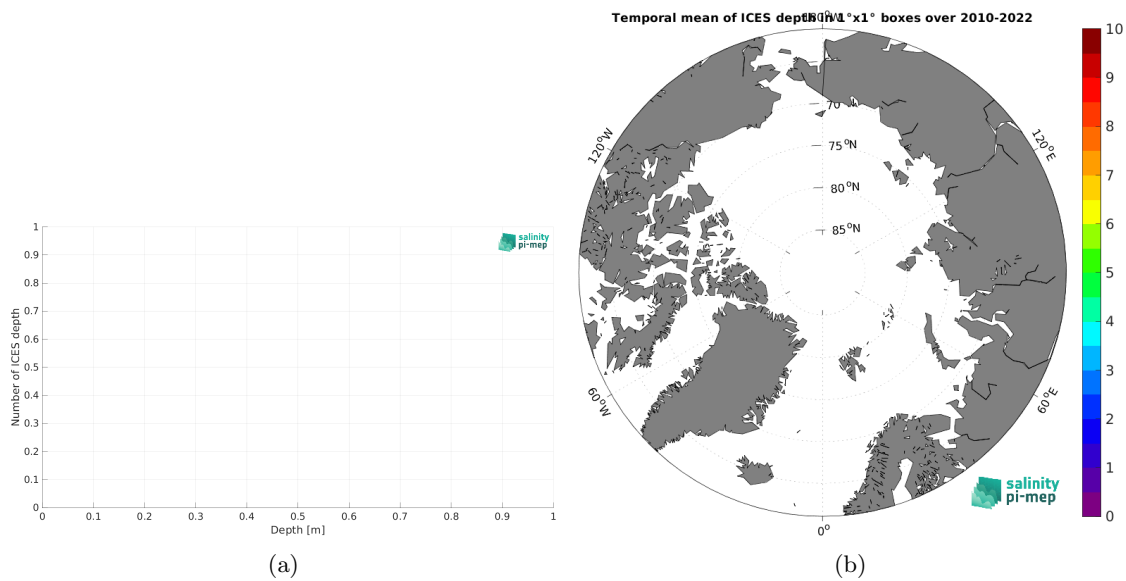 Temporal mean of ICES depth in 1°x1° boxes over 2010-2022
180°W
120°W
120°E
70°N
75°N
80°N
85°N
60°W
60°E
0°
10
9
8
7
6
5
4
3
2
1
0
salinity
pi-mep
1
0.9
0.8
0.7
0.6
0.5
0.4
0.3
0.2
0.1
0
Number of ICES depth
0 0.1 0.2 0.3 0.4 0.5 0.6 0.7 0.8 0.9 1
Depth [m]
salinity
pi-mep
(a)
(b)